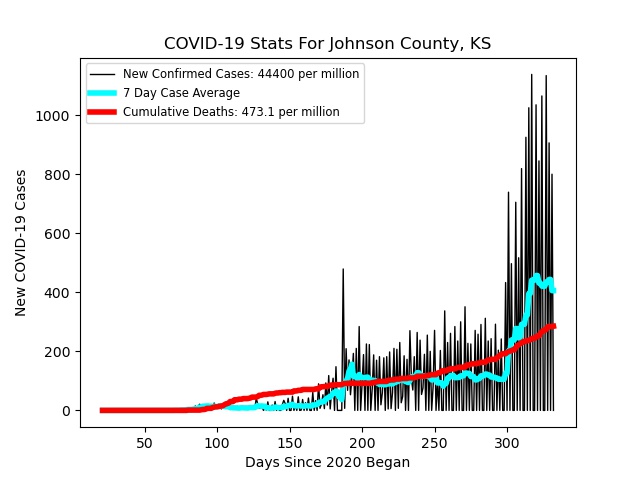 COVID-19 Stats For Johnson County, KS
New Confirmed Cases: 44400 per million
7 Day Case Average
Cumulative Deaths: 473.1 per million
New COVID-19 Cases
1000
800
600
400
200
0
50 100 150 200 250 300
Days Since 2020 Began